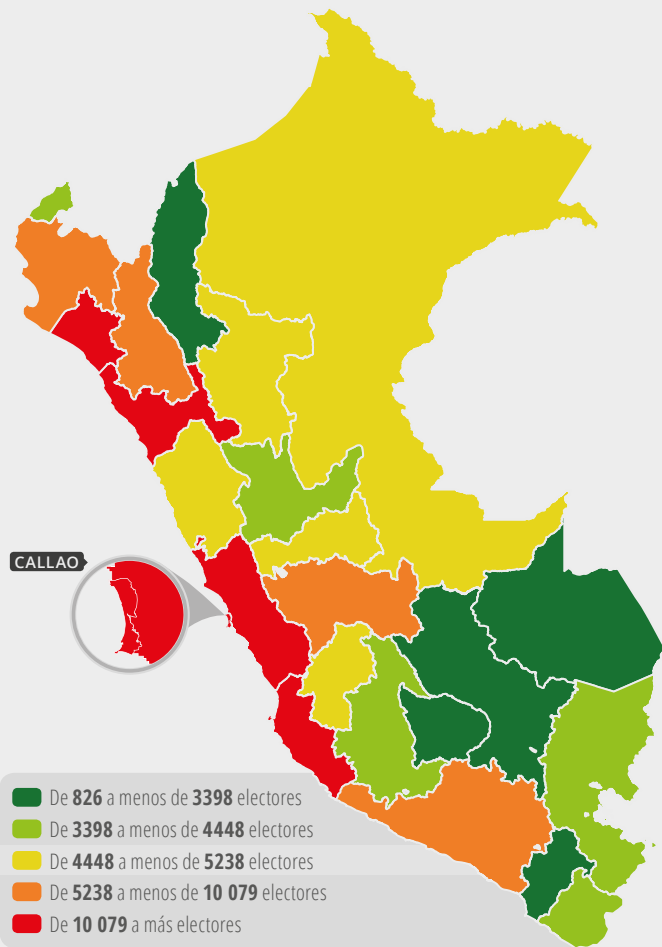 CALLAO
De 826 a menos de 3398 electores
De 3398 a menos de 4448 electores
De 4448 a menos de 5238 electores
De 5238 a menos de 10 079 electores
De 10 079 a más electores